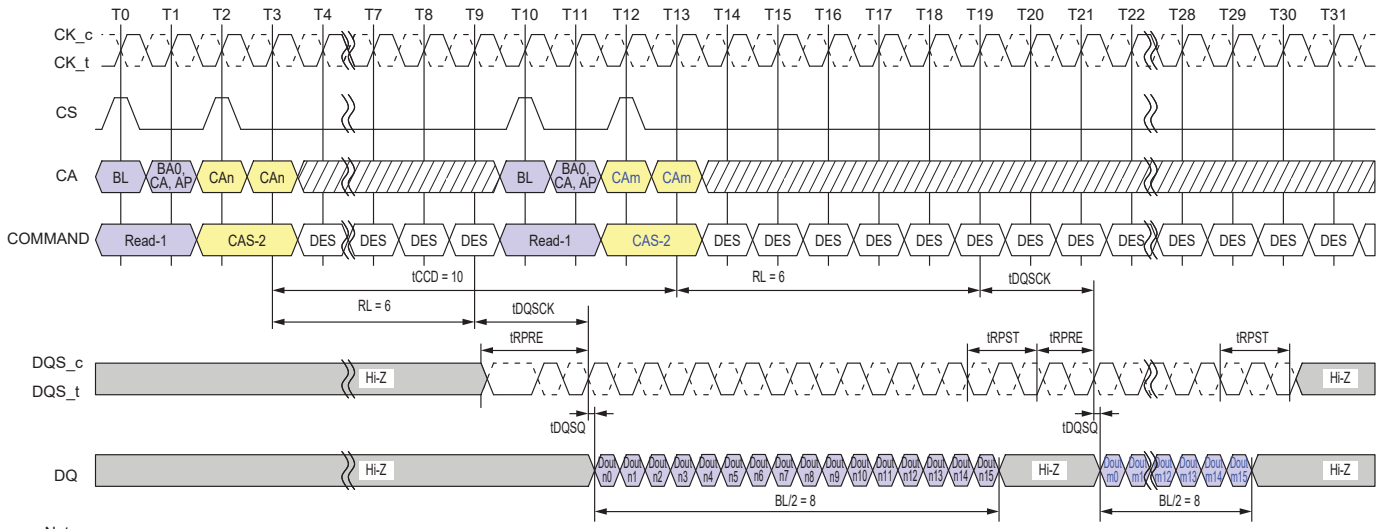 T0 T1 T2 T3 T4 T7 T8 T9 T10 T11 T12 T13 T14 T15 T16 T17 T18 T19 T20 T21 T22 T28 T29 T30 T31
CK_c
CK_t
CS
CA BL BA0, CA, AP CAn CAn BL BA0, CA, AP CAm CAm
COMMAND Read-1 CAS-2 DES DES DES DES Read-1 CAS-2 DES DES DES DES DES DES DES DES DES DES DES DES DES
tCCD = 10 RL = 6 tDQSCK
RL = 6 tDQSCK
tRPRE tRPST tRPRE tRPST
DQS_c
DQS_t
Hi-Z Hi-Z
tDQSQ tDQSQ
DQ Hi-Z Dout n0 Dout n1 Dout n2 Dout n3 Dout n4 Dout n5 Dout n6 Dout n7 Dout n8 Dout n9 Dout n10 Dout n11 Dout n12 Dout n13 Dout n14 Dout n15 Hi-Z Dout m0 Dout m1 Dout m12 Dout m13 Dout m14 Dout m15 Hi-Z
BL/2 = 8 BL/2 = 8